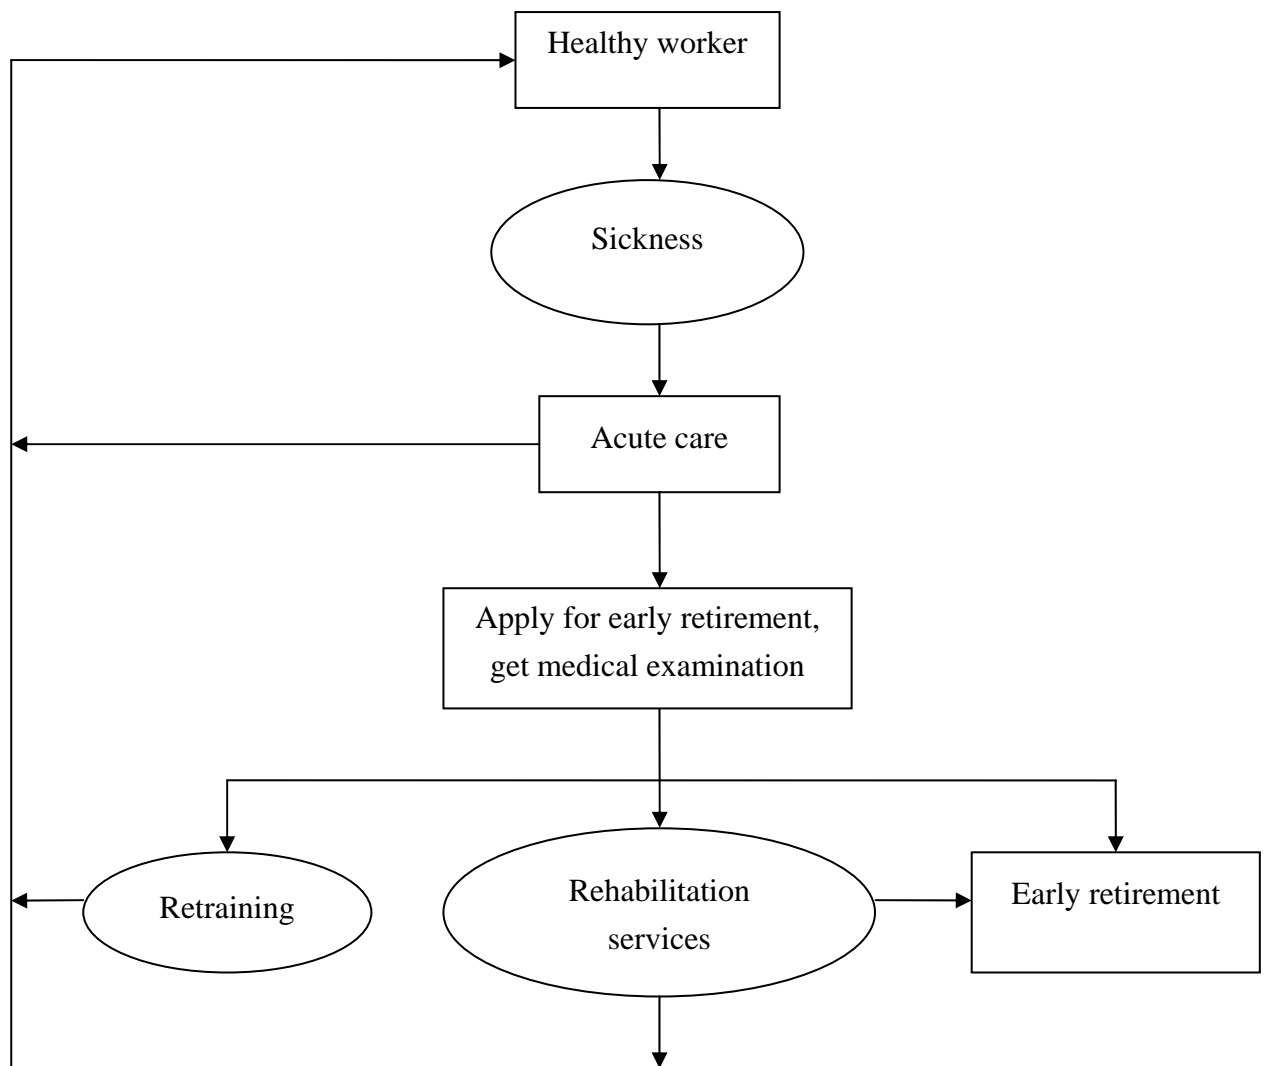 Healthy worker
Sickness
Acute care
Apply for early retirement,
get medical examination
Retraining
Rehabilitation
services
Early retirement